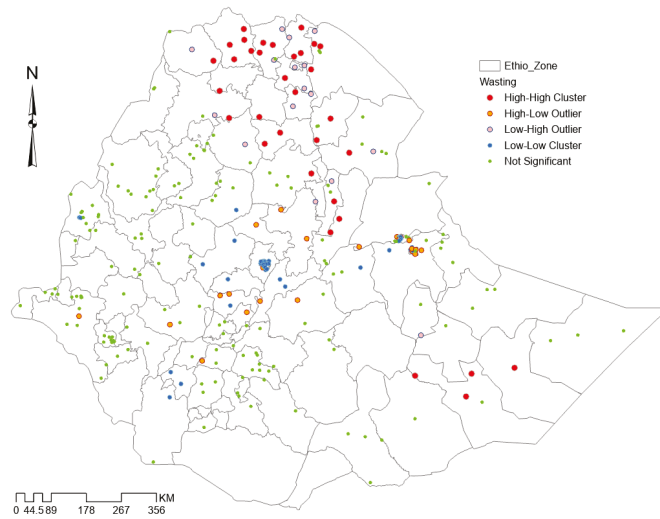 N
Ethio_Zone
Wasting
High-High Cluster
High-Low Outlier
Low-High Outlier
Low-Low Cluster
Not Significant
KM
0 44.5 89 178 267 356